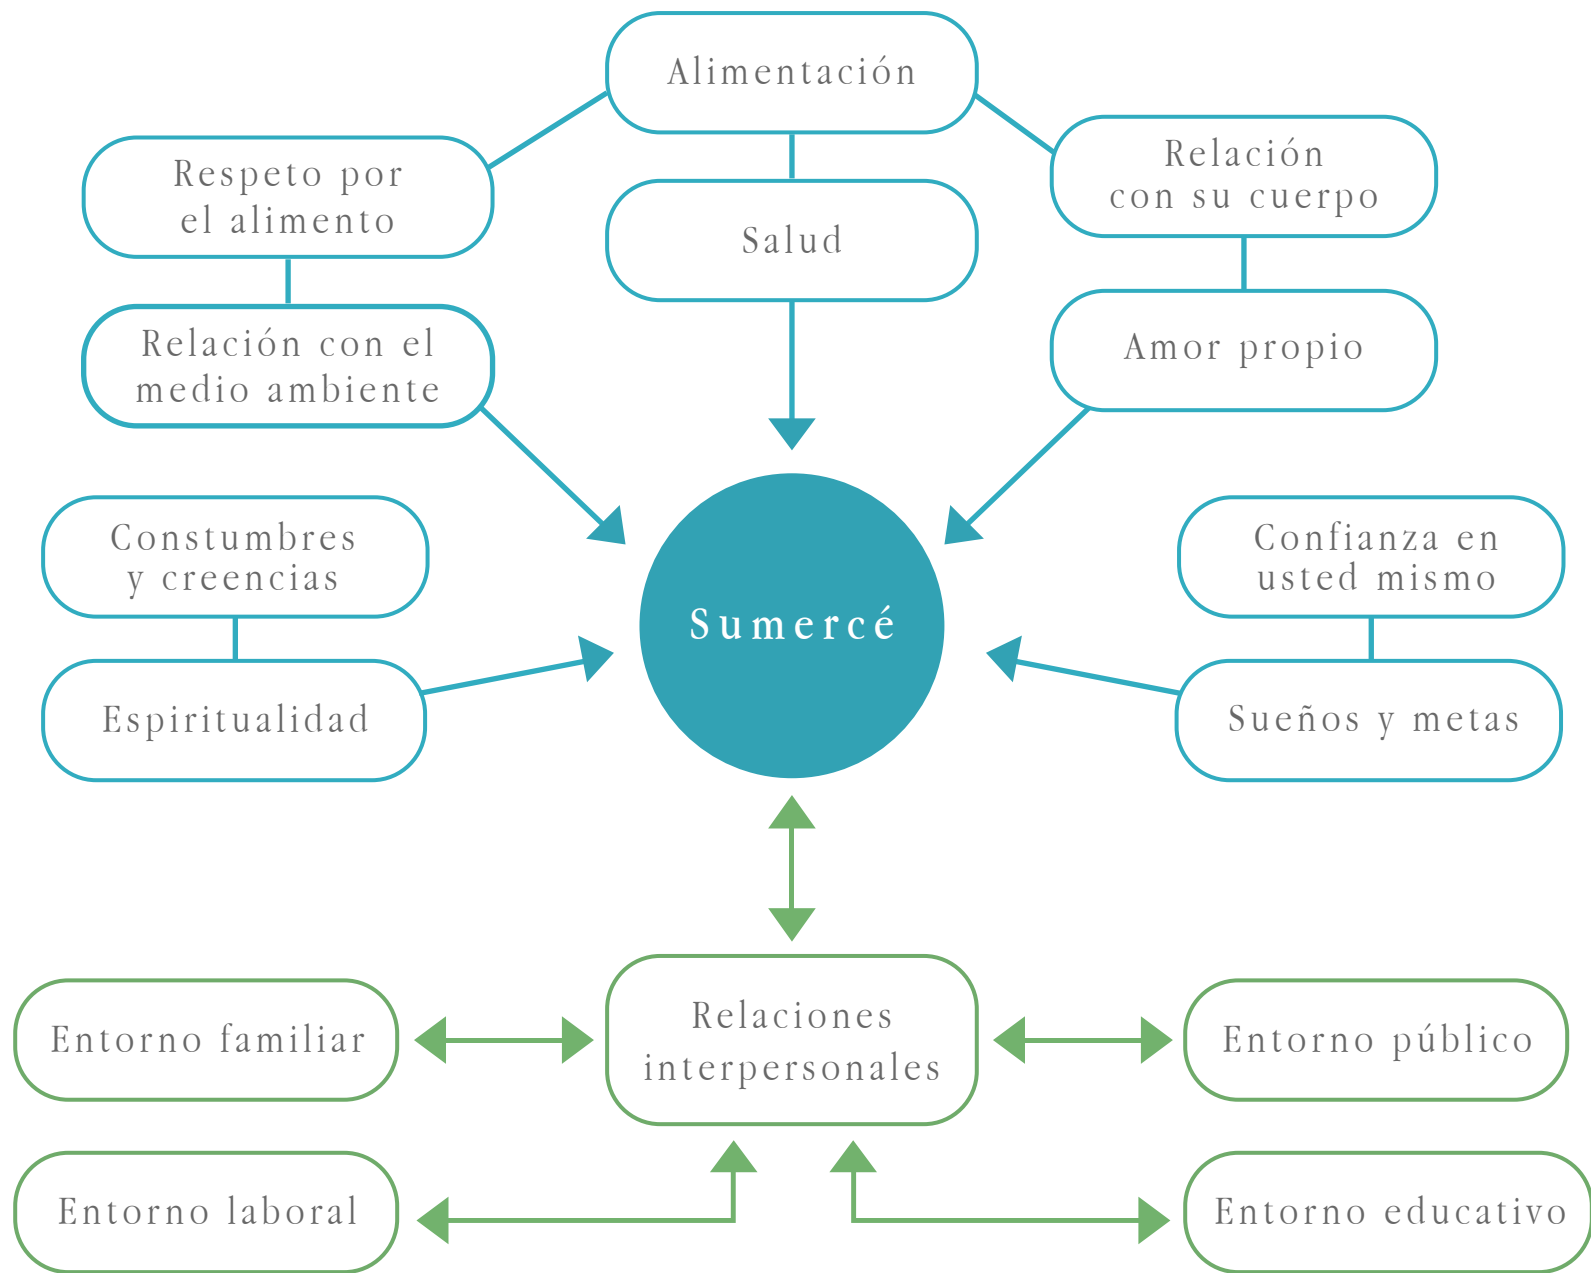 Alimentación
Respeto por
el alimento
Salud
Relación
con su cuerpo
Relación con el
medio ambiente
Amor propio
Constumbres
y creencias
Confianza en
usted mismo
Sumercé
Espiritualidad
Sueños y metas
Relaciones
interpersonales
Entorno familiar
Entorno público
Entorno laboral
Entorno educativo